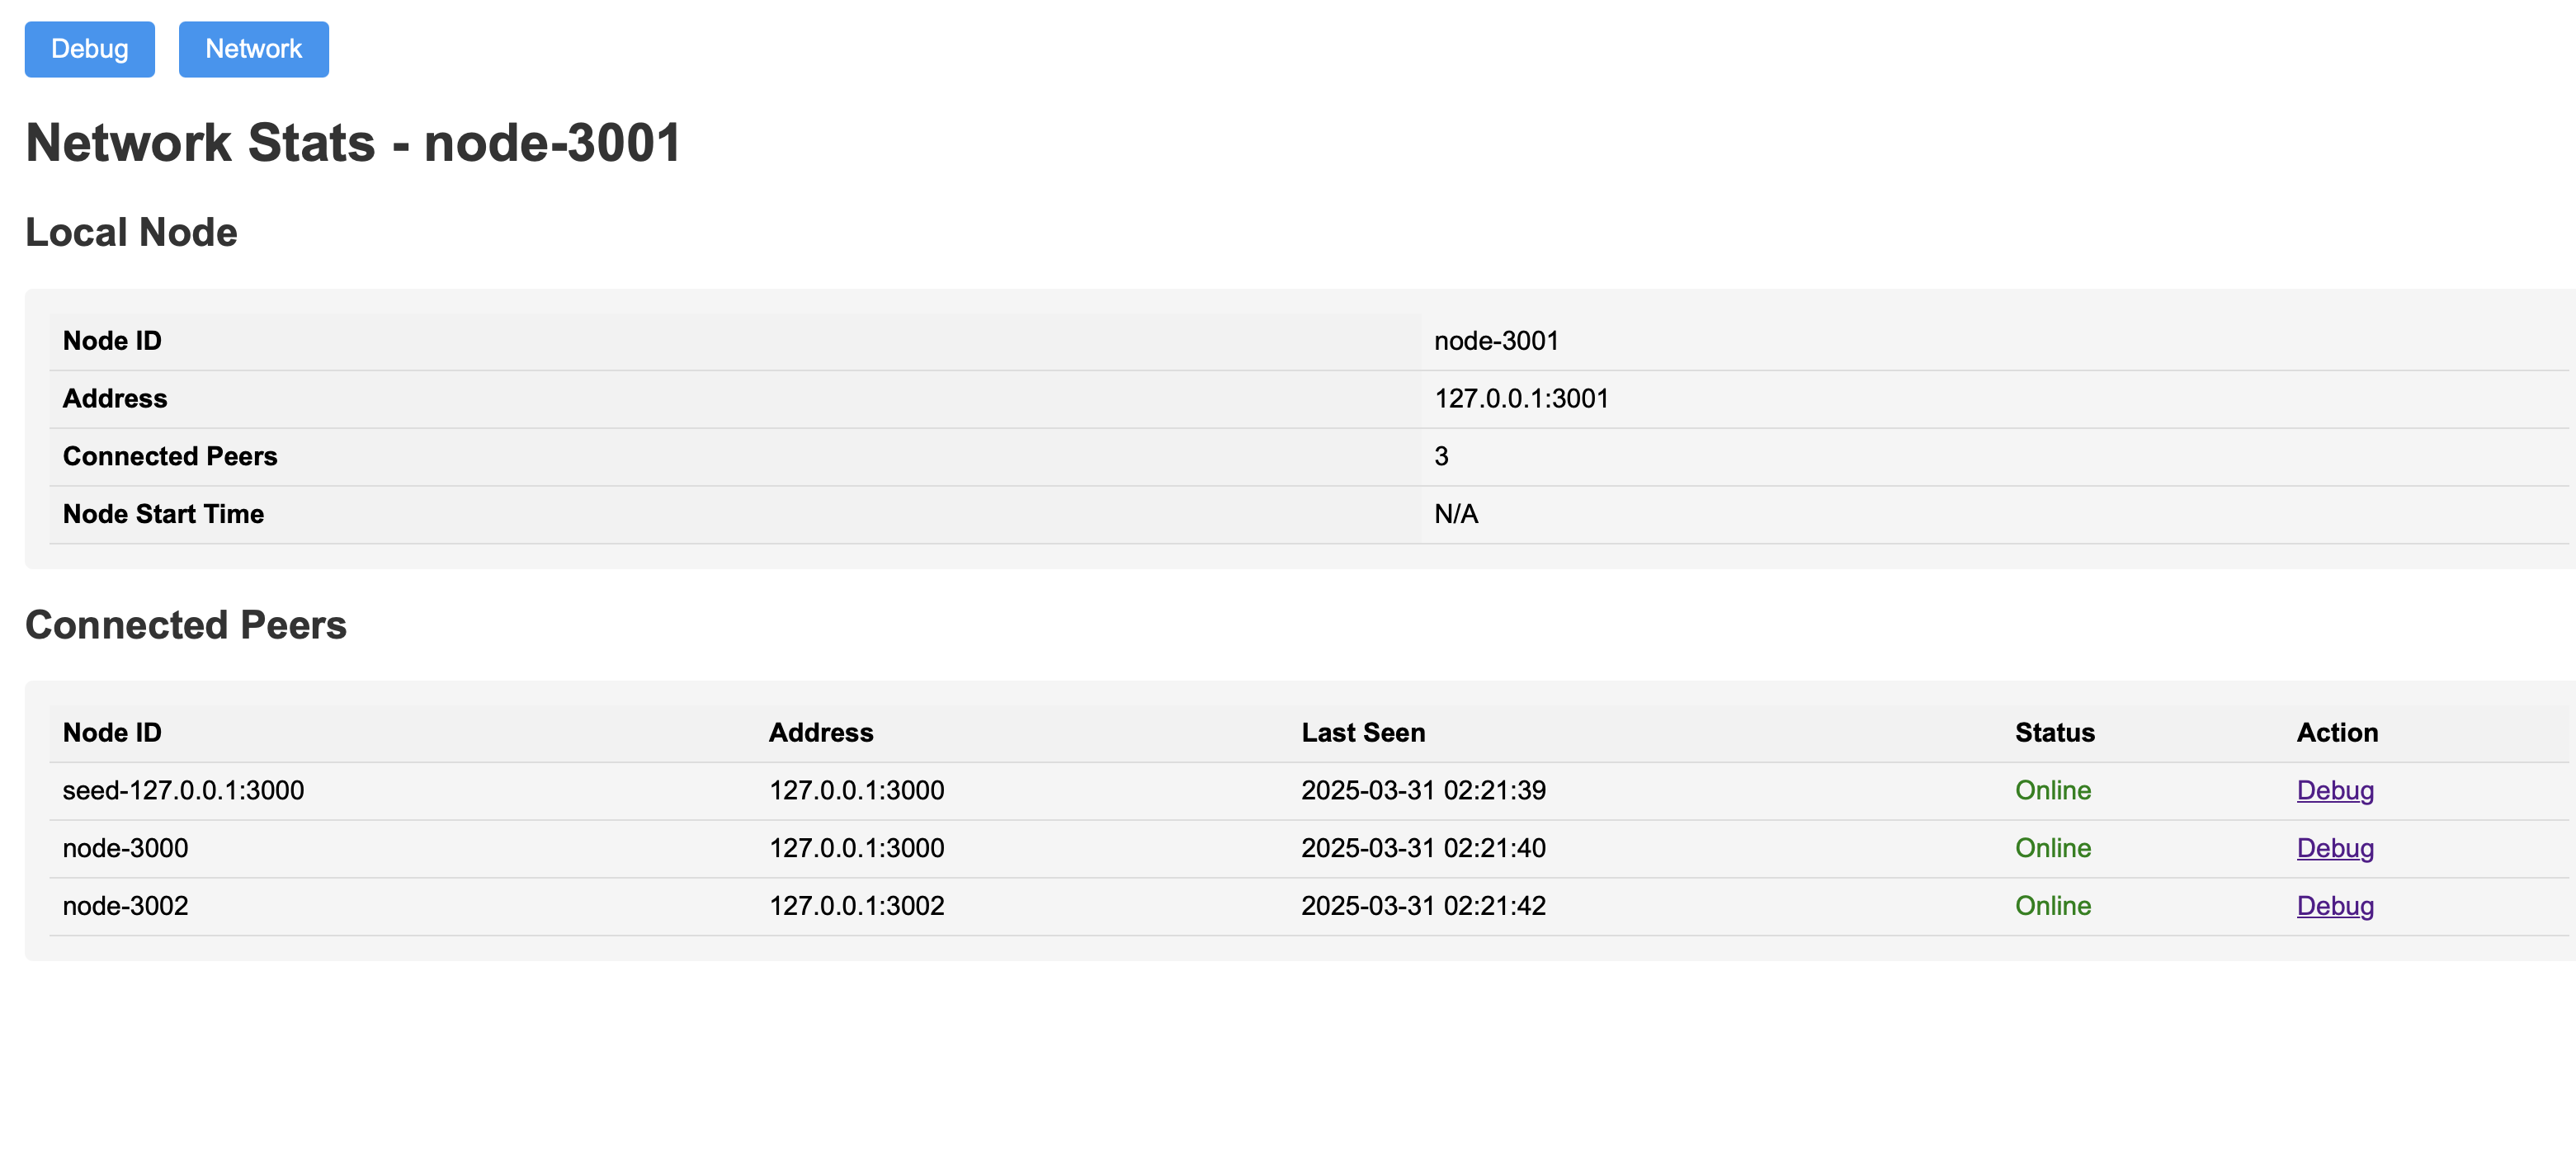 Debug Network
Network Stats - node-3001
Local Node
Node ID node-3001
Address 127.0.0.1:3001
Connected Peers 3
Node Start Time N/A
Connected Peers
Node ID Address Last Seen Status Action
seed-127.0.0.1:3000 127.0.0.1:3000 2025-03-31 02:21:39 Online Debug
node-3000 127.0.0.1:3000 2025-03-31 02:21:40 Online Debug
node-3002 127.0.0.1:3002 2025-03-31 02:21:42 Online Debug